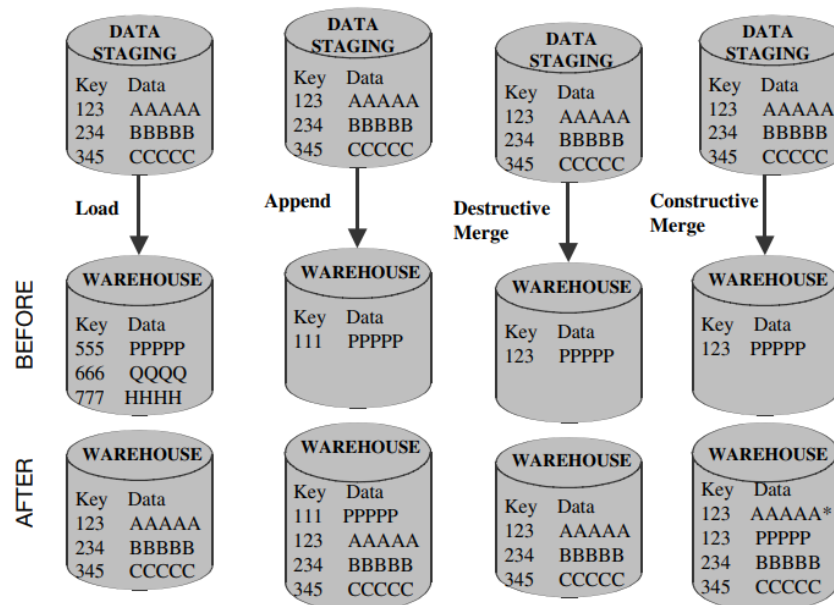 DATA
STAGING
Key Data
123 AAAAA
234 BBBBB
345 CCCCC
DATA
STAGING
Key Data
123 AAAAA
234 BBBBB
345 CCCCC
DATA
STAGING
Key Data
123 AAAAA
234 BBBBB
345 CCCCC
DATA
STAGING
Key Data
123 AAAAA
234 BBBBB
345 CCCCC
Load
Append
Destructive
Merge
Constructive
Merge
BEFORE
WAREHOUSE
Key Data
555 PPPPP
666 QQQQ
777 HHHH
WAREHOUSE
Key Data
111 PPPPP
WAREHOUSE
Key Data
123 PPPPP
WAREHOUSE
Key Data
123 PPPPP
AFTER
WAREHOUSE
Key Data
123 AAAAA
234 BBBBB
345 CCCCC
WAREHOUSE
Key Data
111 PPPPP
123 AAAAA
234 BBBBB
345 CCCCC
WAREHOUSE
Key Data
123 AAAAA
234 BBBBB
345 CCCCC
WAREHOUSE
Key Data
123 AAAAA*
123 PPPPP
234 BBBBB
345 CCCCC